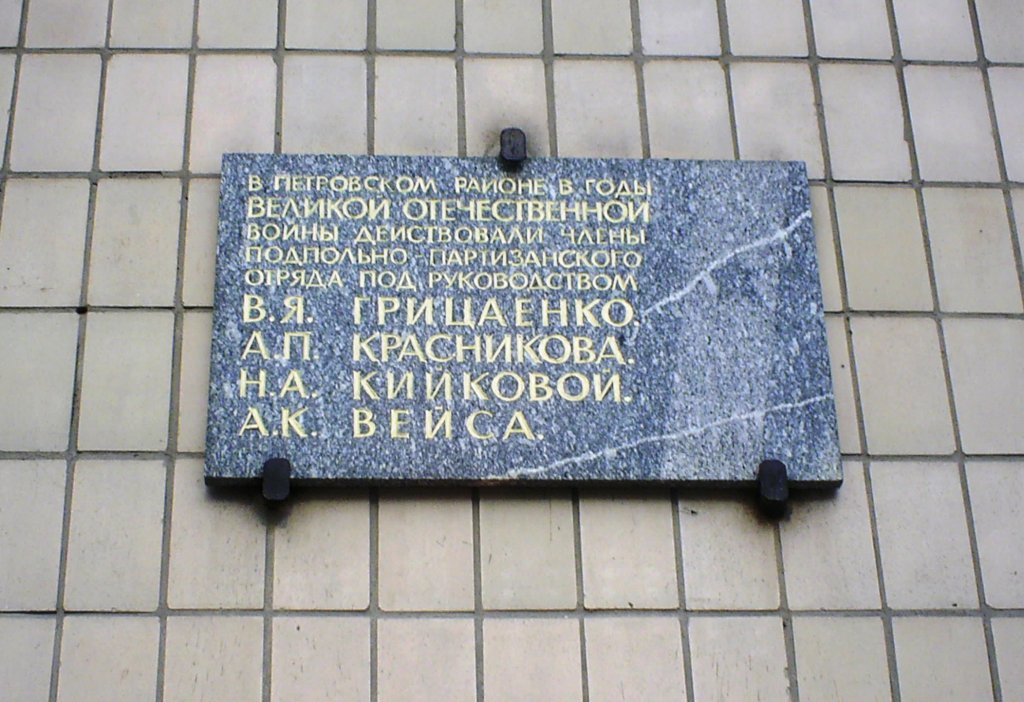 В ПЕТРОВСКОМ РАЙОНЕ В ГОДЫ
ВЕЛИКОЙ ОТЕЧЕСТВЕННОЙ
ВОЙНЫ ДЕЙСТВОВАЛИ ЧЛЕНЫ
ПОДПОЛЬНО-ПАРТИЗАНСКОГО
ОТРЯДА ПОД РУКОВОДСТВОМ
В.Я. ГРИЦАЕНКО.
А.П. КРАСНИКОВА.
Н.А. КИЙКОВОЙ.
А.К. ВЕЙСА.